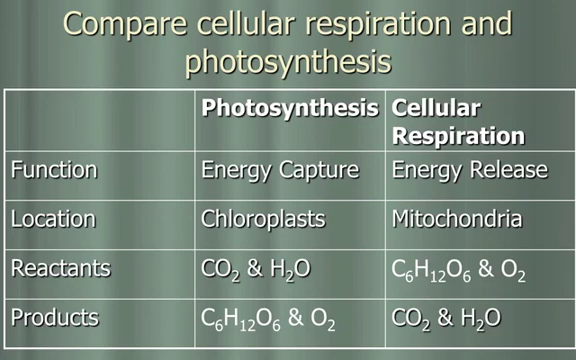 Compare cellular respiration and
photosynthesis
Photosynthesis Cellular
Respiration
Function Energy Capture Energy Release
Location Chloroplasts Mitochondria
Reactants CO₂ & H₂O C₆H₁₂O₆ & O₂
Products C₆H₁₂O₆ & O₂ CO₂ & H₂O